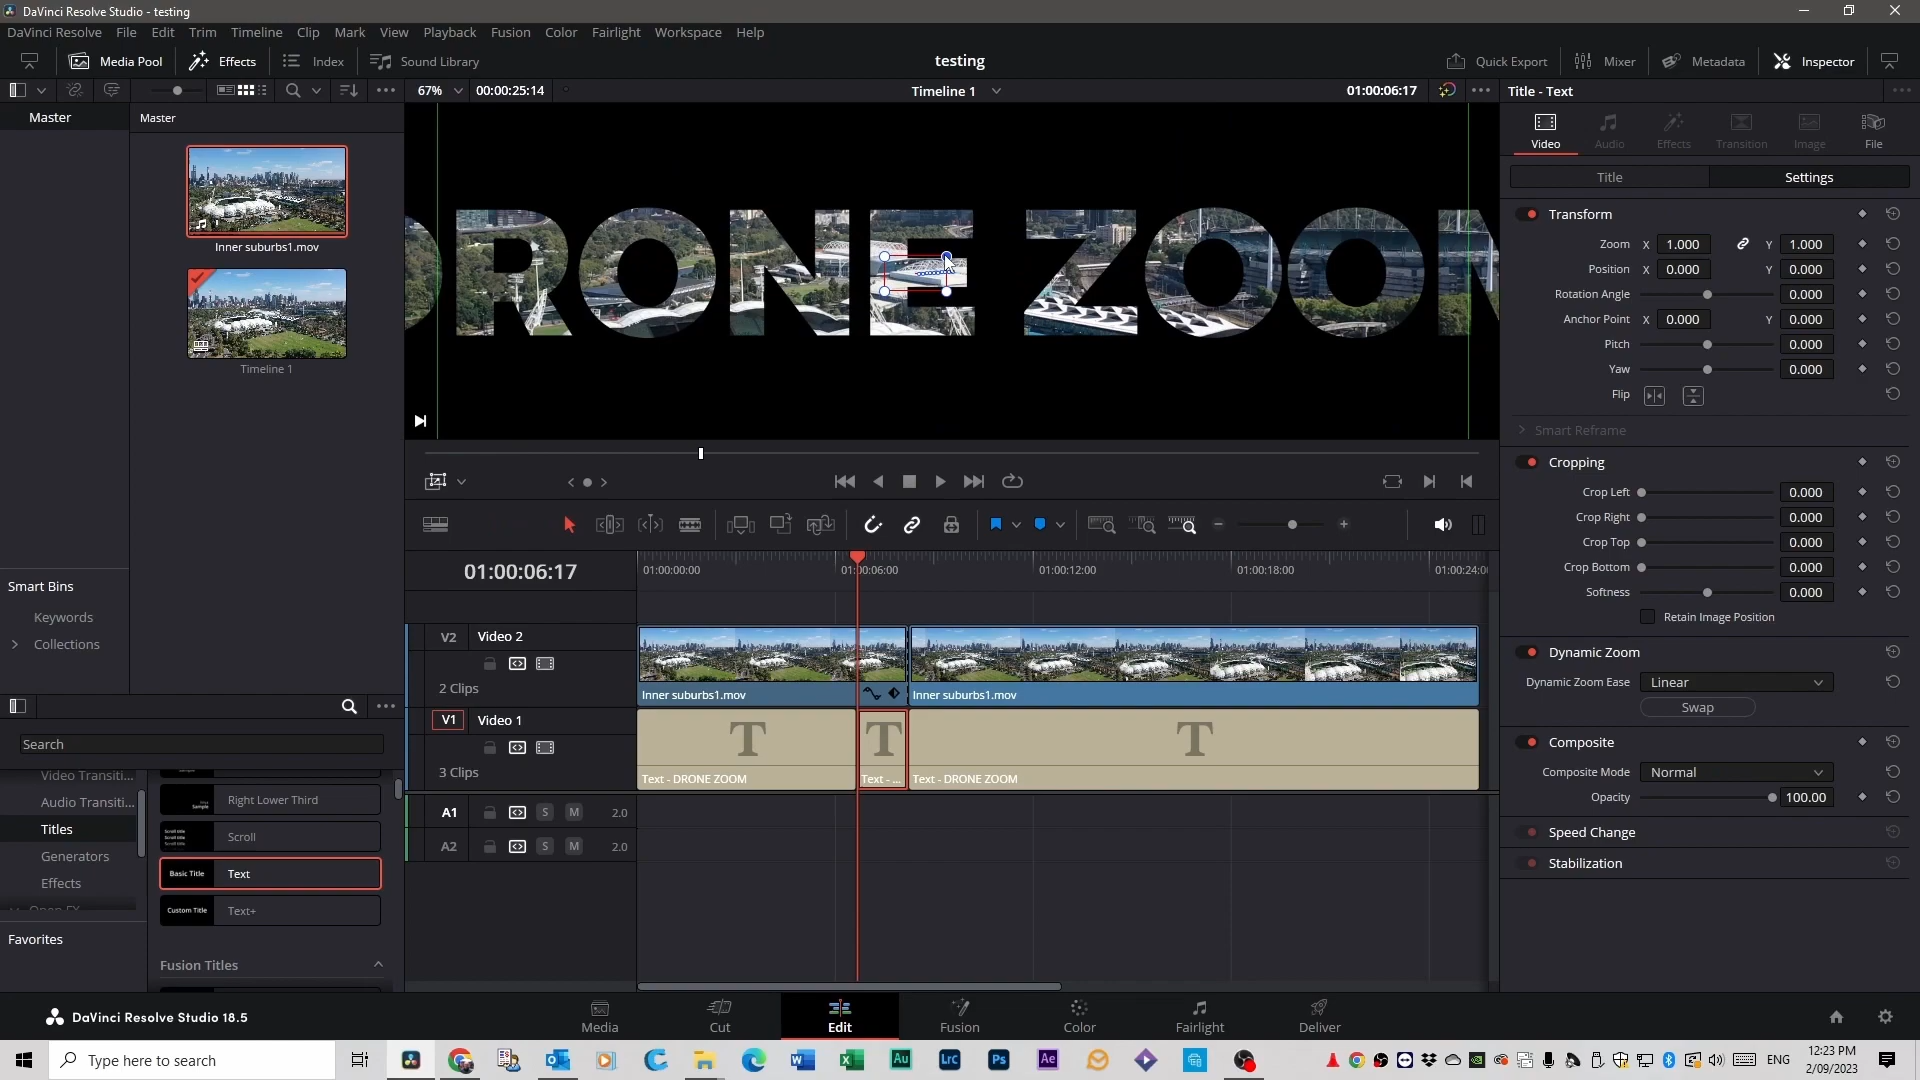 DaVinci Resolve Studio - testing
DaVinci Resolve File Edit Trim Timeline Clip Mark View Playback Fusion Color Fairlight Workspace Help
Media Pool Effects Index Sound Library testing Quick Export Mixer Metadata Inspector
67% 00:00:25:14 Timeline 1 01:00:06:17 Title - Text
Master Master
Inner suburbs1.mov
Timeline 1
DRONE ZOOM
Video Audio Effects Transition Image File
Title Settings
Transform
Zoom X 1.000 Y 1.000
Position X 0.000 Y 0.000
Rotation Angle 0.000
Anchor Point X 0.000 Y 0.000
Pitch 0.000
Yaw 0.000
Flip
Smart Reframe
Cropping
Crop Left 0.000
Crop Right 0.000
Crop Top 0.000
Crop Bottom 0.000
Softness 0.000
Retain Image Position
Dynamic Zoom
Dynamic Zoom Ease Linear
Swap
Composite
Composite Mode Normal
Opacity 100.00
Speed Change
Stabilization
Smart Bins
Keywords
Collections
Search
Video Transiti...
Audio Transiti...
Titles
Generators
Effects
Open FX
Favorites
Right Lower Third
Scroll
Basic Title Text
Custom Title Text+
Fusion Titles
01:00:06:17
01:00:00:00 01:00:06:00 01:00:12:00 01:00:18:00 01:00:24:0
V2 Video 2
2 Clips
Inner suburbs1.mov Inner suburbs1.mov
V1 Video 1
3 Clips
T T T
Text - DRONE ZOOM Text - ... Text - DRONE ZOOM
A1 S M 2.0
A2 S M 2.0
DaVinci Resolve Studio 18.5
Media Cut Edit Fusion Color Fairlight Deliver
Type here to search
Au Lrc Ps Ae
ENG
12:23 PM
2/09/2023